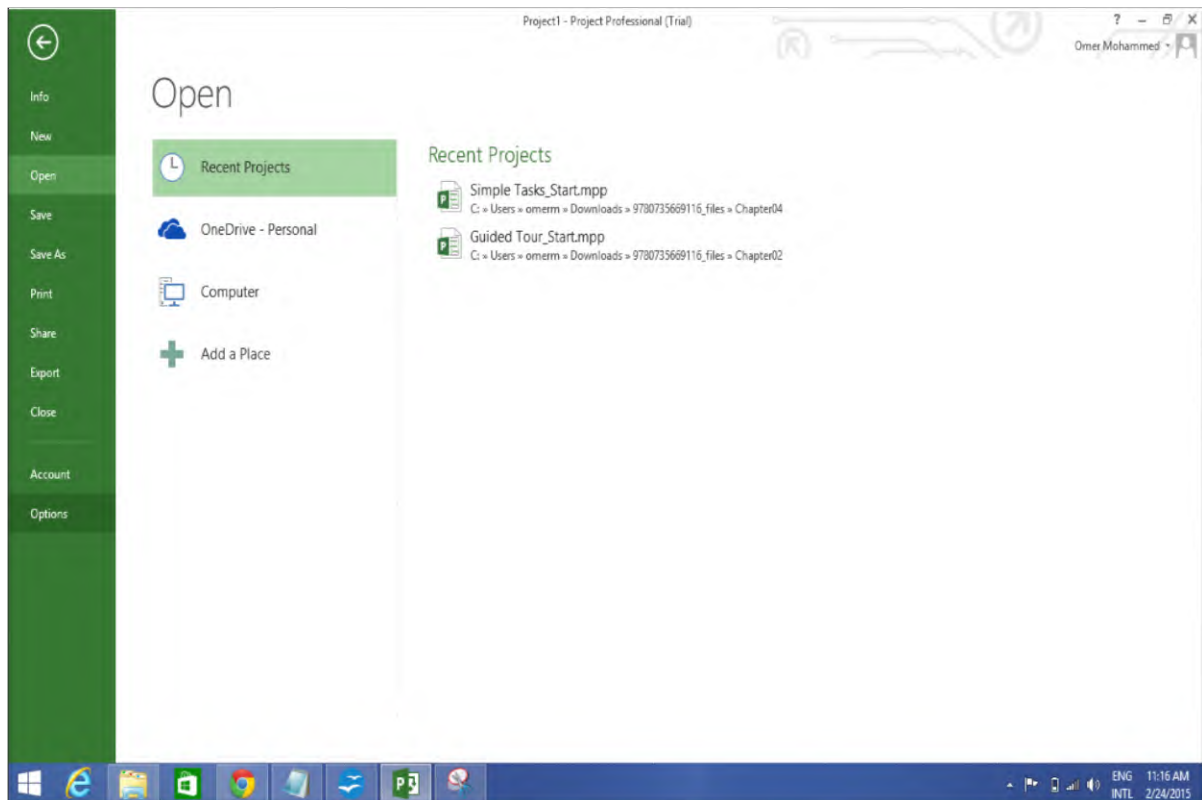 Project1 - Project Professional (Trial)
?
Omer Mohammed
Info
New
Open
Save
Save As
Print
Share
Export
Close
Account
Options
Open
Recent Projects
OneDrive - Personal
Computer
Add a Place
Recent Projects
Simple Tasks_Start.mpp
C: » Users » omerm » Downloads » 9780735669116_files » Chapter04
Guided Tour_Start.mpp
C: » Users » omerm » Downloads » 9780735669116_files » Chapter02
ENG 11:16 AM
INTL 2/24/2015